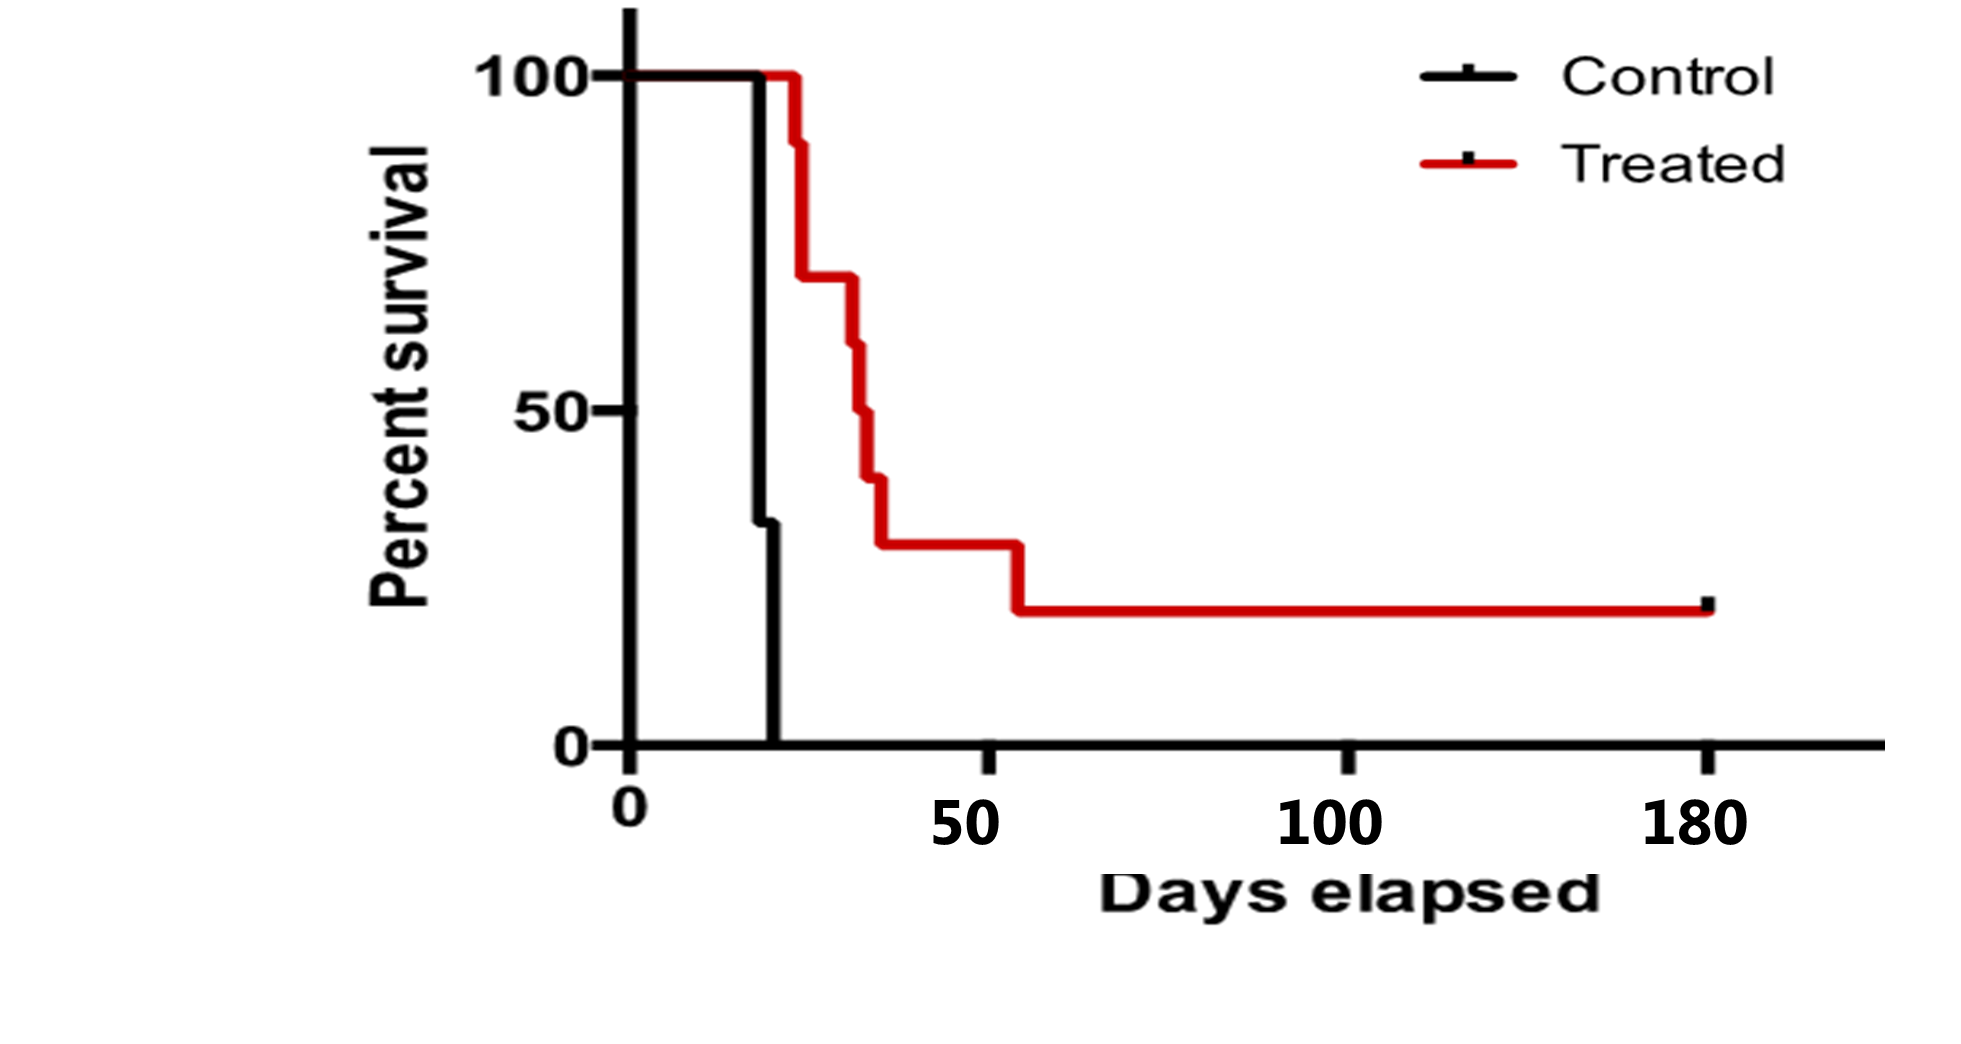 100
50
0
Percent survival
Control
Treated
0 50 100 180
Days elapsed